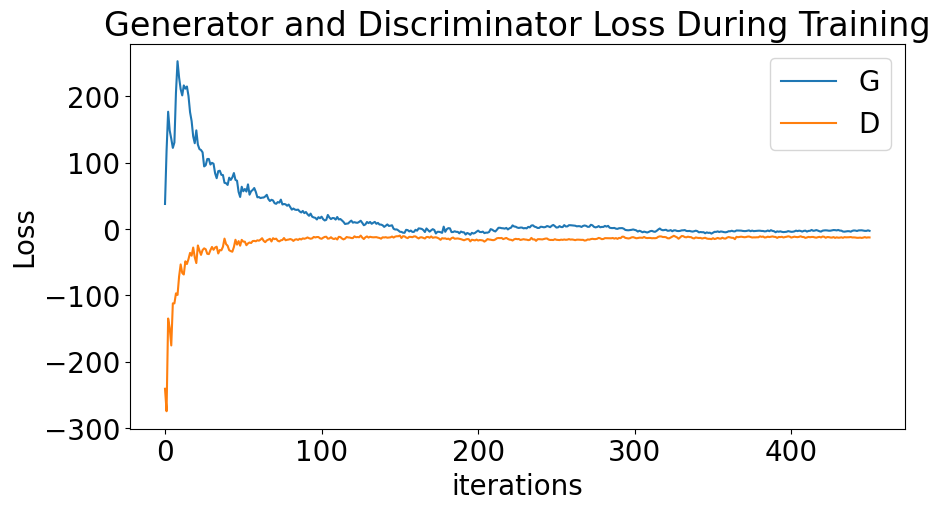 Generator and Discriminator Loss During Training
G
D
Loss
200
100
0
−100
−200
−300
0 100 200 300 400
iterations